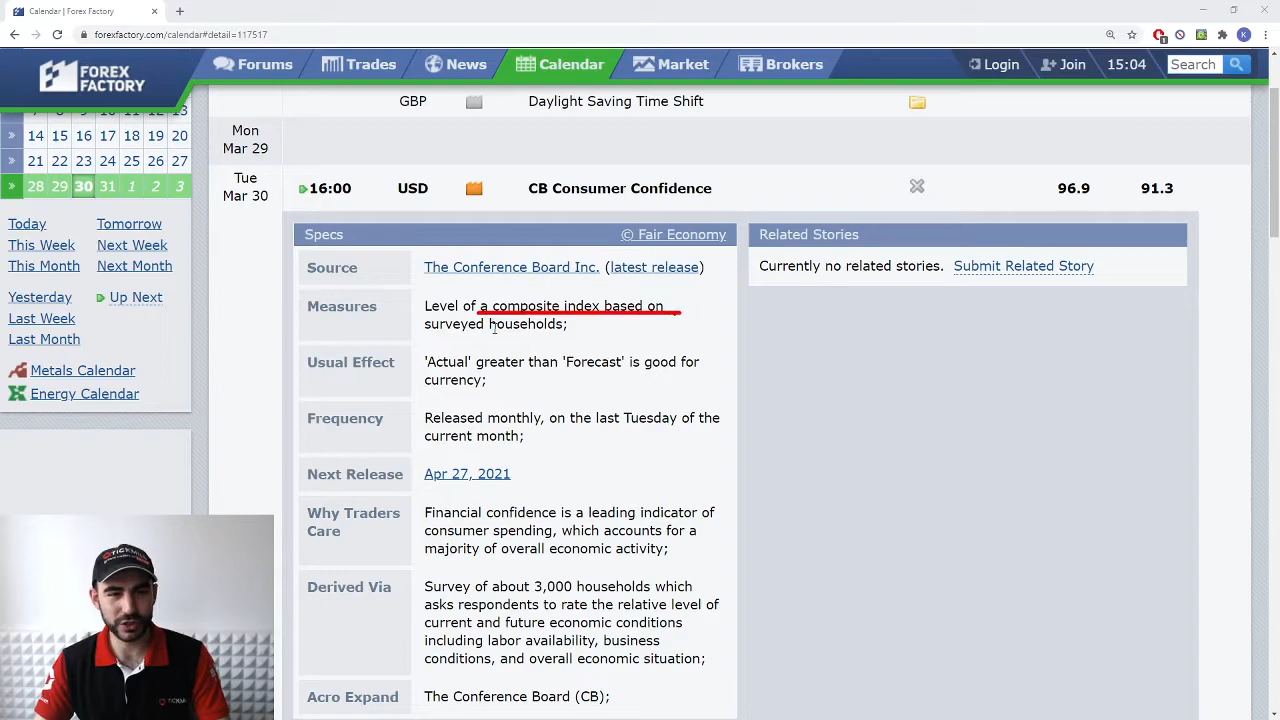 Calendar | Forex Factory
forexfactory.com/calendar#detail=117517
K
FOREX
FACTORY
Forums
Trades
News
Calendar
Market
Brokers
Login
Join
15:04
Search
13
» 14 15 16 17 18 19 20
» 21 22 23 24 25 26 27
» 28 29 30 31 1 2 3
Today Tomorrow
This Week Next Week
This Month Next Month
Yesterday Up Next
Last Week
Last Month
Metals Calendar
Energy Calendar
GBP Daylight Saving Time Shift
Mon
Mar 29
Tue
Mar 30
16:00 USD CB Consumer Confidence 96.9 91.3
Specs © Fair Economy
Source The Conference Board Inc. (latest release)
Measures Level of a composite index based on
surveyed households;
Usual Effect 'Actual' greater than 'Forecast' is good for
currency;
Frequency Released monthly, on the last Tuesday of the
current month;
Next Release Apr 27, 2021
Why Traders
Care
Financial confidence is a leading indicator of
consumer spending, which accounts for a
majority of overall economic activity;
Derived Via Survey of about 3,000 households which
asks respondents to rate the relative level of
current and future economic conditions
including labor availability, business
conditions, and overall economic situation;
Acro Expand The Conference Board (CB);
Related Stories
Currently no related stories. Submit Related Story